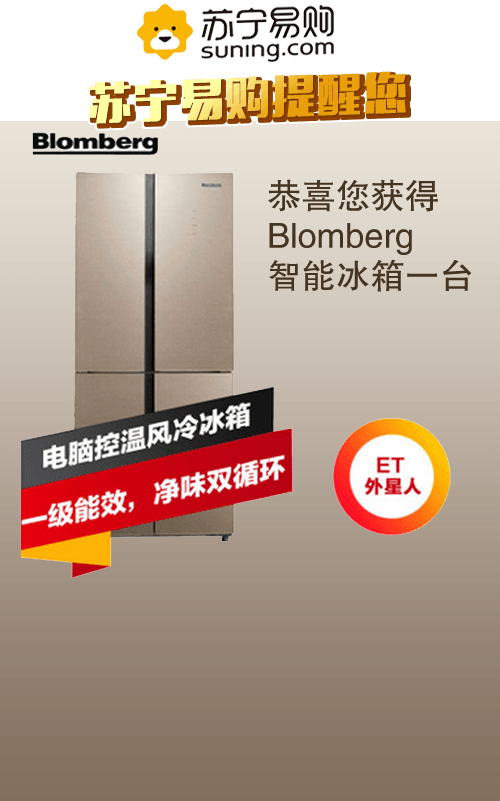 苏宁易购
suning.com
苏宁易购提醒您
Blomberg
恭喜您获得
Blomberg
智能冰箱一台
电脑控温风冷冰箱
一级能效，净味双循环
ET
外星人